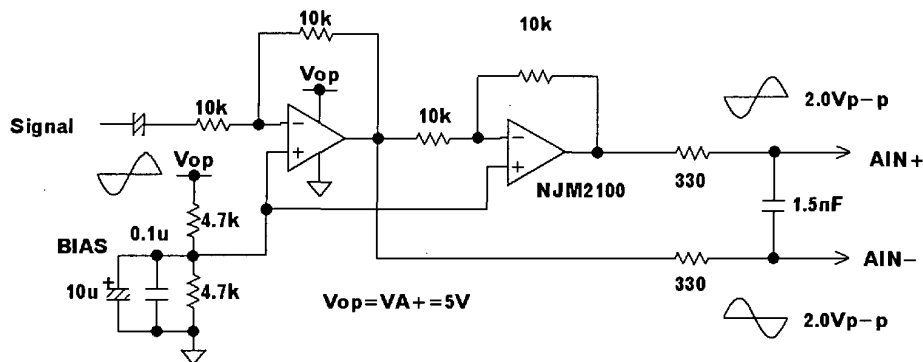 10k
10k
Vop
10k
10k
2.0Vp-p
Signal
Vop
AIN+
NJM2100
330
4.7k
1.5nF
BIAS
0.1u
10u
4.7k
Vop=VA+=5V
330
AIN-
2.0Vp-p